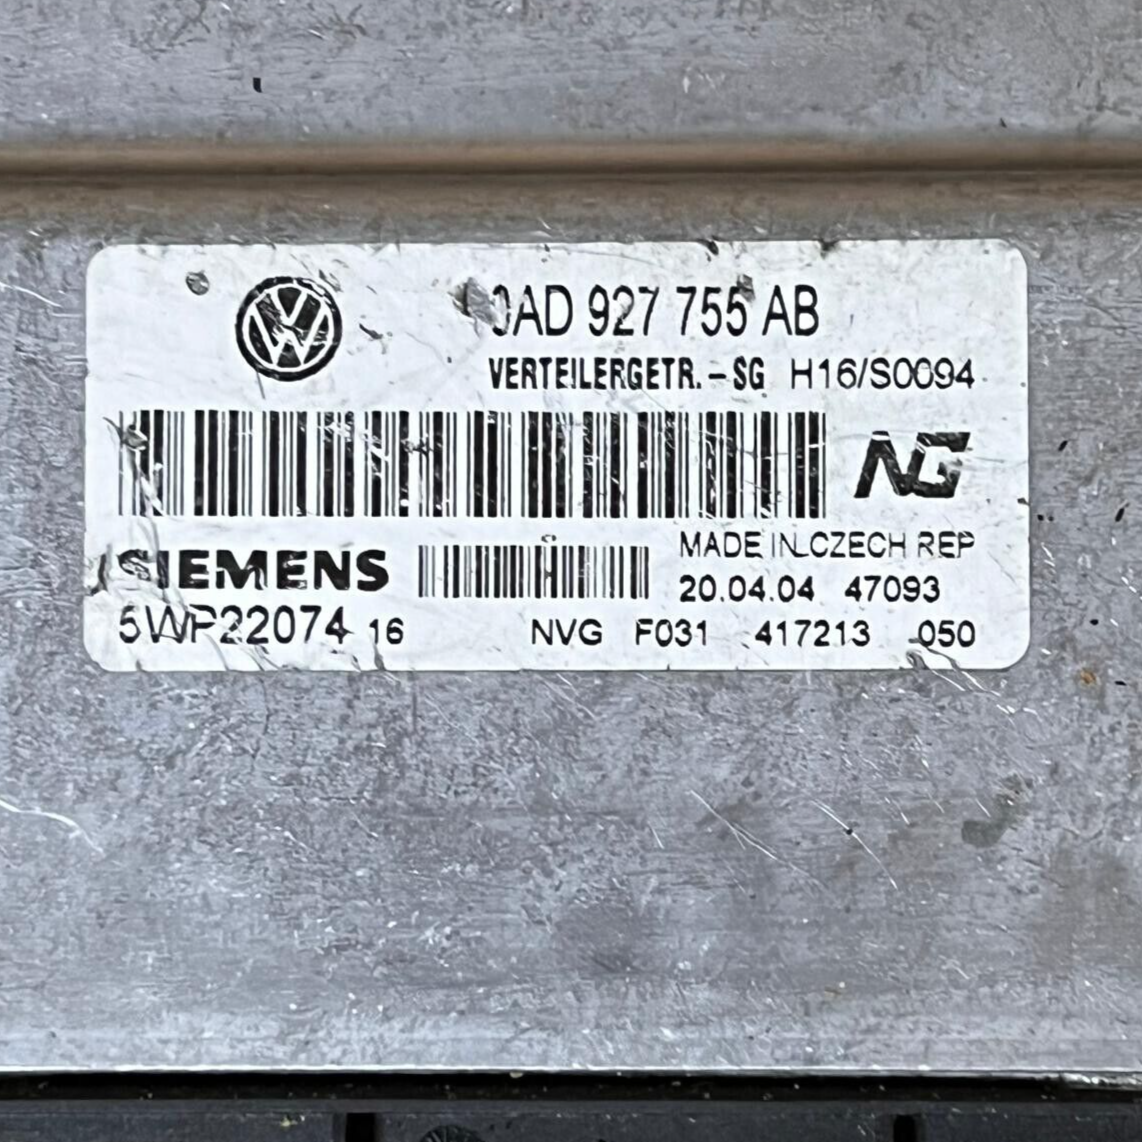 0AD 927 755 AB
VERTEILERGETR.-SG H16/S0094
NG
SIEMENS
MADE IN CZECH REP
20.04.04 47093
5WP22074 16
NVG F031 417213 050